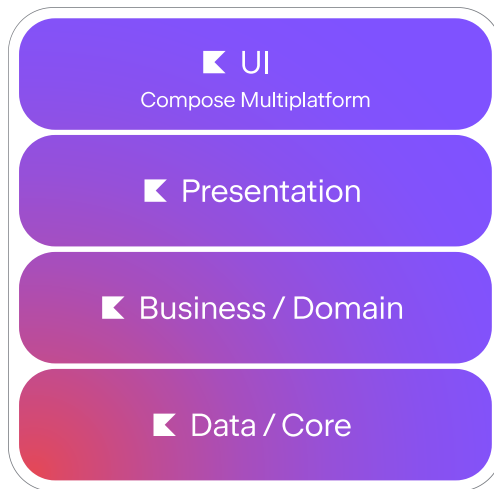 UI
Compose Multiplatform
Presentation
Business / Domain
Data / Core